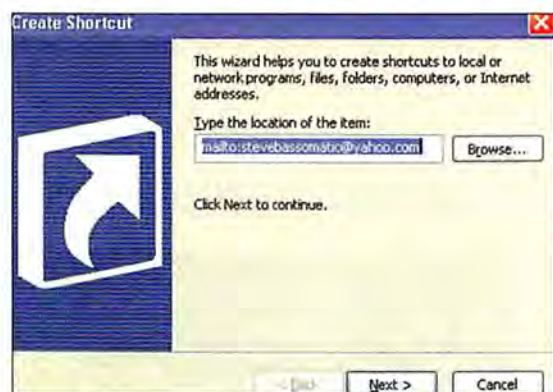 Create Shortcut
This wizard helps you to create shortcuts to local or
network programs, files, folders, computers, or Internet
addresses.
Type the location of the item:
mailto:stevebassomatic@yahoo.com
Browse...
Click Next to continue.
< Back
Next >
Cancel